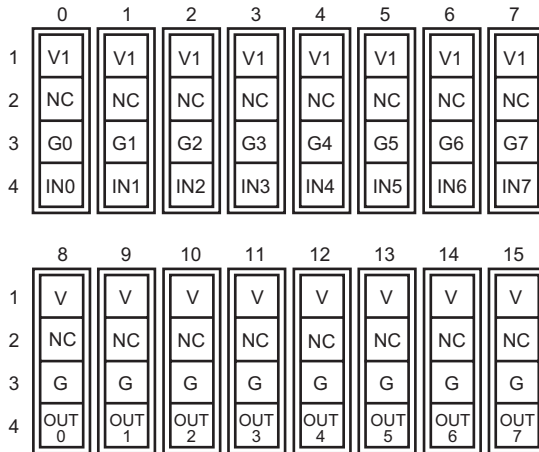 0 1 2 3 4 5 6 7
1 V1 V1 V1 V1 V1 V1 V1 V1
2 NC NC NC NC NC NC NC NC
3 G0 G1 G2 G3 G4 G5 G6 G7
4 IN0 IN1 IN2 IN3 IN4 IN5 IN6 IN7
8 9 10 11 12 13 14 15
1 V V V V V V V V
2 NC NC NC NC NC NC NC NC
3 G G G G G G G G
4 OUT OUT OUT OUT OUT OUT OUT OUT
0 1 2 3 4 5 6 7